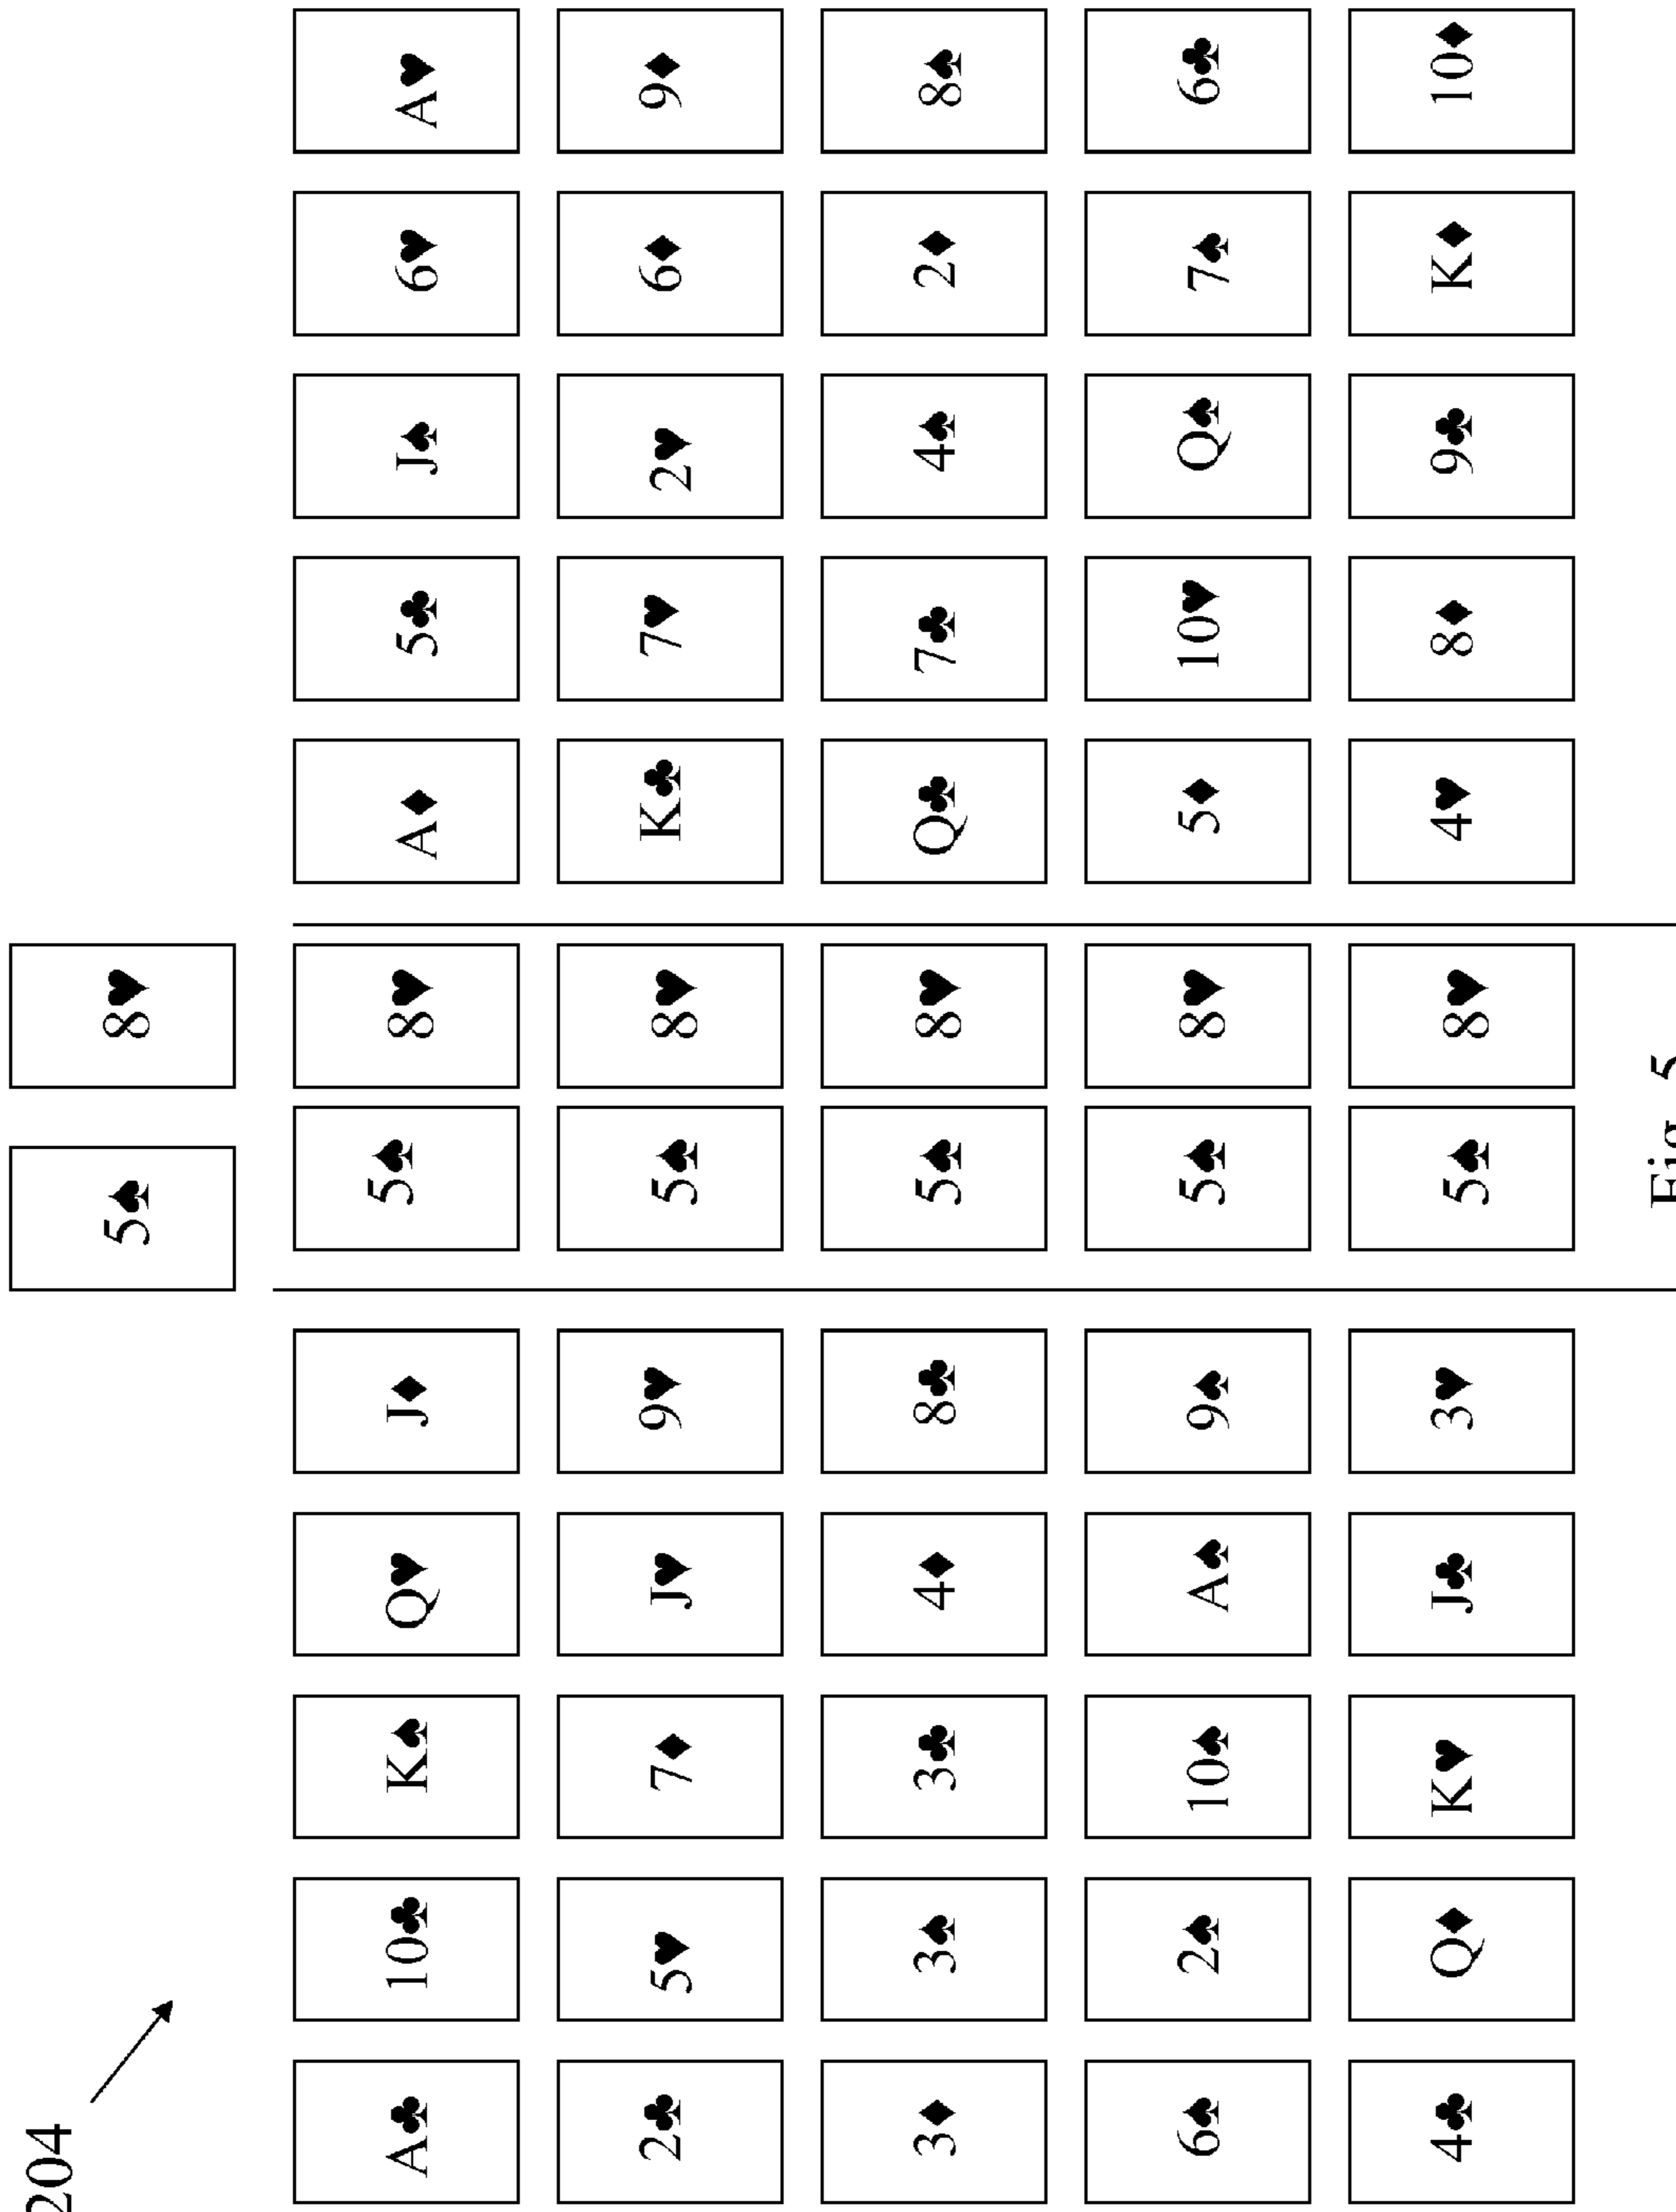 204
5♠ 8♥
A♣ 10♣ K♠ Q♥ J♦ 5♠ 8♥ A♦ 5♣ J♠ 6♥ A♥
2♣ 5♥ 7♦ J♥ 9♥ 5♠ 8♥ K♣ 7♥ 2♥ 6♦ 9♦
3♦ 3♠ 3♣ 4♦ 8♣ 5♠ 8♥ Q♣ 7♣ 4♠ 2♦ 8♠
6♠ 2♠ 10♠ A♠ 9♠ 5♠ 8♥ 5♦ 10♥ Q♠ 7♠ 6♣
4♣ Q♦ K♥ J♣ 3♥ 5♠ 8♥ 4♥ 8♦ 9♣ K♦ 10♦
Fig. 5